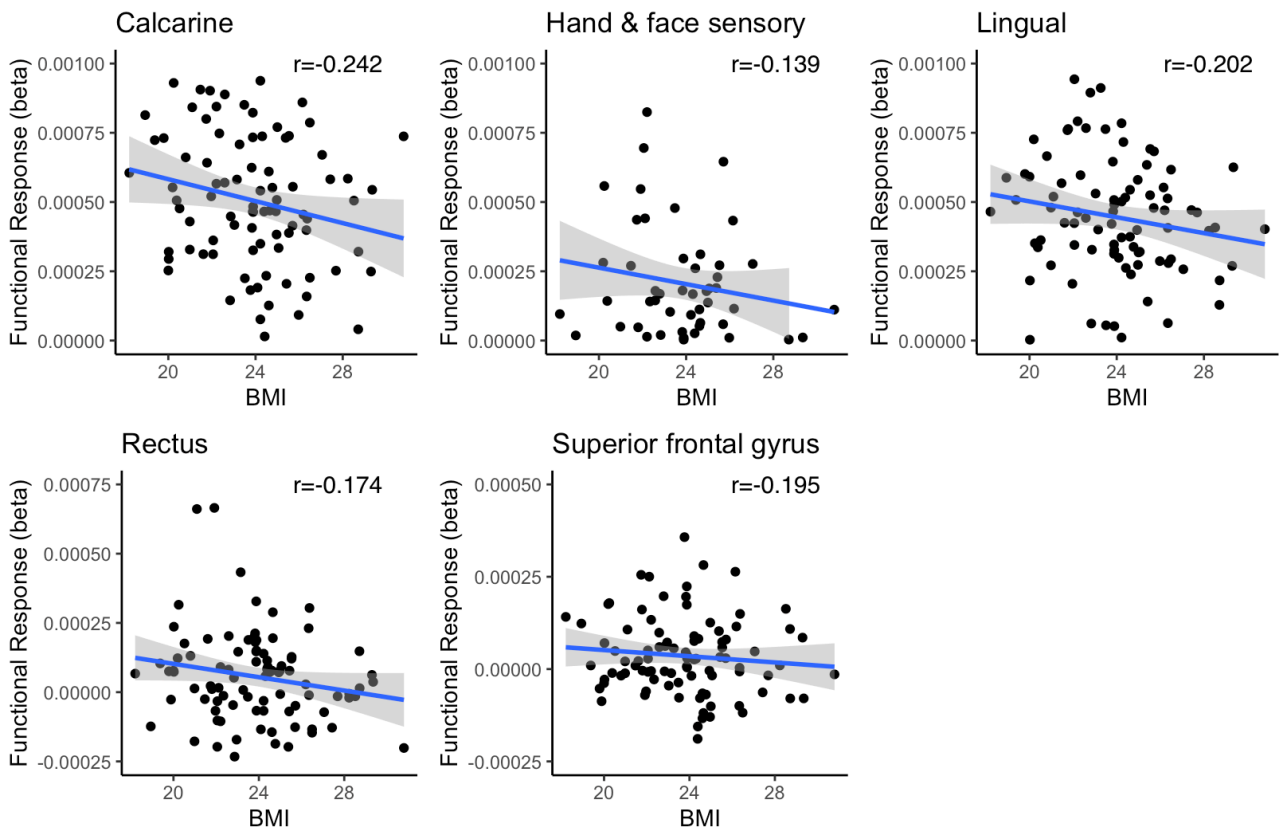 Calcarine
r=-0.242
Functional Response (beta)
0.00100
0.00075
0.00050
0.00025
0.00000
20 24 28
BMI
Hand & face sensory
r=-0.139
Functional Response (beta)
0.00100
0.00075
0.00050
0.00025
0.00000
20 24 28
BMI
Lingual
r=-0.202
Functional Response (beta)
0.00100
0.00075
0.00050
0.00025
0.00000
20 24 28
BMI
Rectus
r=-0.174
Functional Response (beta)
0.00075
0.00050
0.00025
0.00000
-0.00025
20 24 28
BMI
Superior frontal gyrus
r=-0.195
Functional Response (beta)
0.00050
0.00025
0.00000
-0.00025
20 24 28
BMI